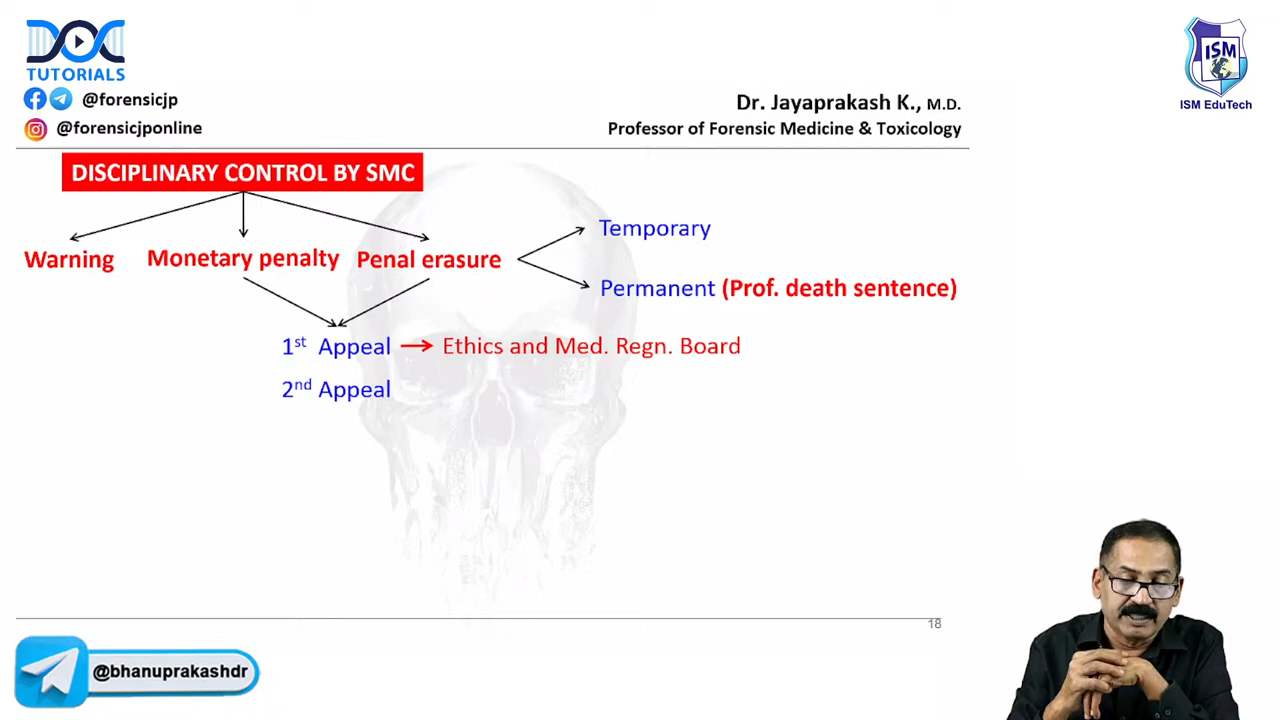 DOC
TUTORIALS
@forensicjp
@forensicjponline
ISM
ISM EduTech
Dr. Jayaprakash K., M.D.
Professor of Forensic Medicine & Toxicology
DISCIPLINARY CONTROL BY SMC
Warning
Monetary penalty
Penal erasure
Temporary
Permanent (Prof. death sentence)
1st Appeal → Ethics and Med. Regn. Board
2nd Appeal
18
@bhanuprakashdr